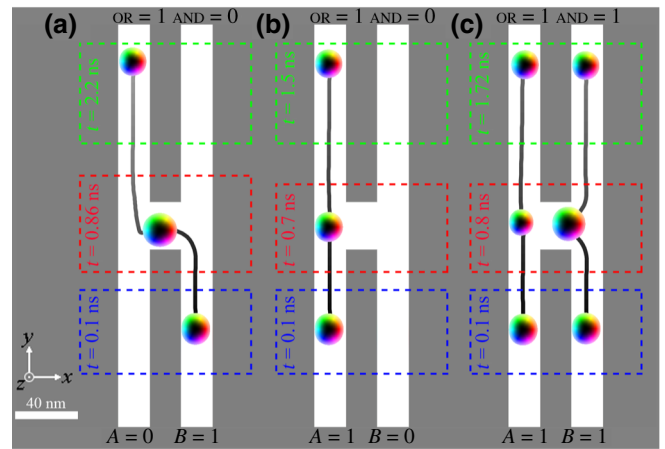 (a) OR = 1 AND = 0
(b) OR = 1 AND = 0
(c) OR = 1 AND = 1
t = 2.2 ns
t = 1.5 ns
t = 1.72 ns
t = 0.86 ns
t = 0.7 ns
t = 0.8 ns
t = 0.1 ns
t = 0.1 ns
t = 0.1 ns
y
z x
40 nm
A = 0 B = 1
A = 1 B = 0
A = 1 B = 1